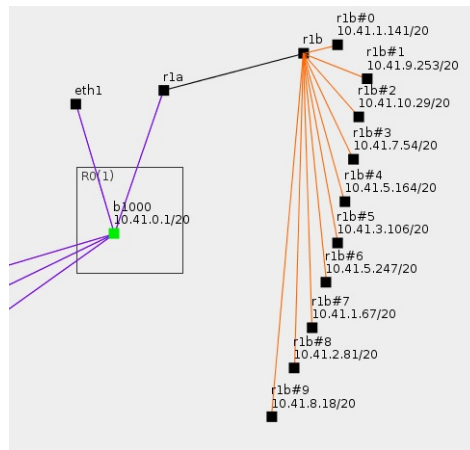 r1b#0
10.41.1.141/20
r1b
r1b#1
10.41.9.253/20
r1a
r1b#2
10.41.10.29/20
eth1
r1b#3
10.41.7.54/20
R0(1)
r1b#4
10.41.5.164/20
b1000
10.41.0.1/20
r1b#5
10.41.3.106/20
r1b#6
10.41.5.247/20
r1b#7
10.41.1.67/20
r1b#8
10.41.2.81/20
r1b#9
10.41.8.18/20